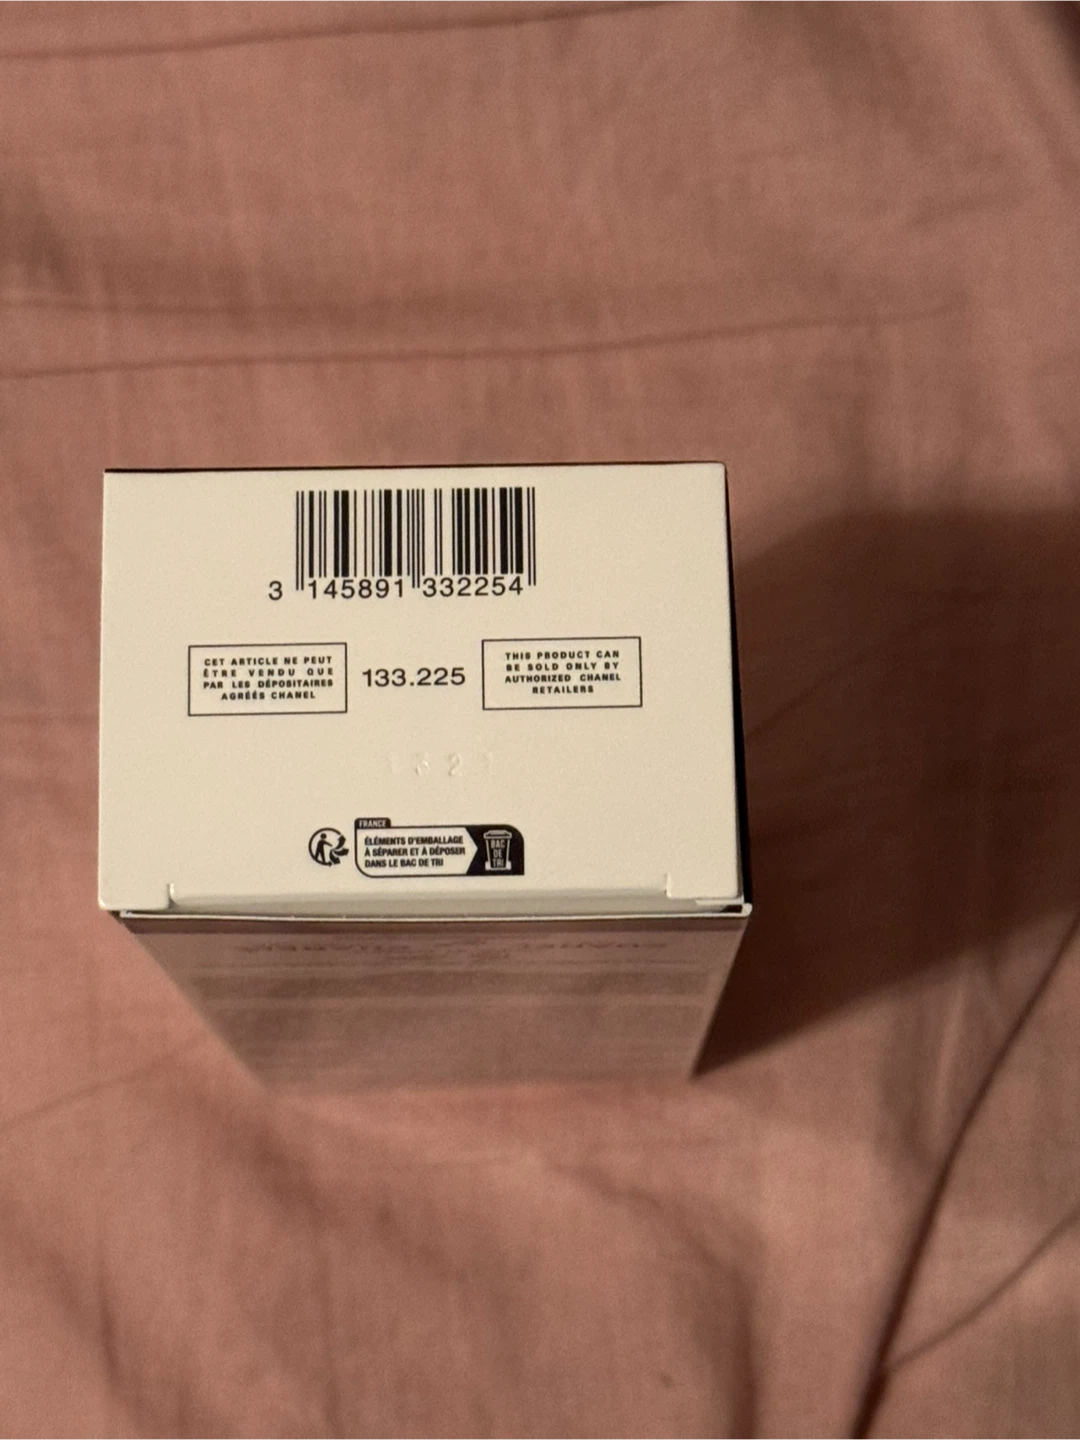 3 145891 332254
CET ARTICLE NE PEUT
ÊTRE VENDU QUE
PAR LES DÉPOSITAIRES
AGRÉÉS CHANEL
133.225
THIS PRODUCT CAN
BE SOLD ONLY BY
AUTHORIZED CHANEL
RETAILERS
FRANCE
ÉLÉMENTS D'EMBALLAGE
À SÉPARER ET À DÉPOSER
DANS LE BAC DE TRI
BAC
DE
TRI